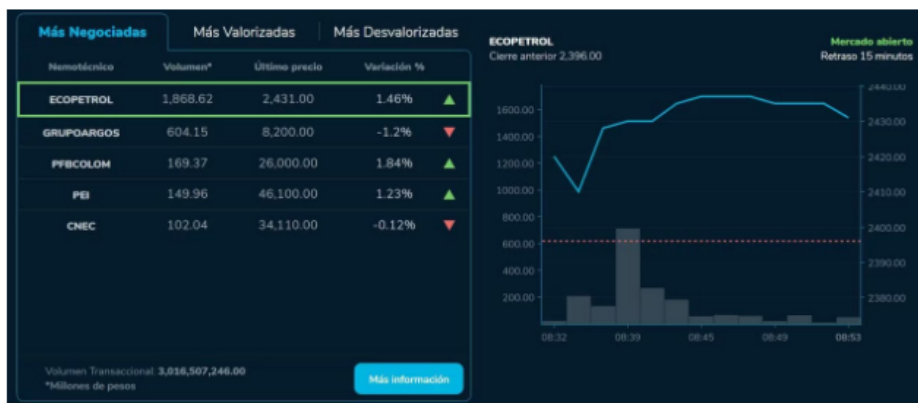 Más Negociadas Más Valorizadas Más Desvalorizadas
Nemotécnico Volumen* Último precio Variación %
ECOPETROL 1,868.62 2,431.00 1.46%
GRUPOARGOS 604.15 8,200.00 -1.2%
PFBCOLOM 169.37 26,000.00 1.84%
PEI 149.96 46,100.00 1.23%
CNEC 102.04 34,110.00 -0.12%
Volumen Transaccional 3,016,507,246.00
*Millones de pesos
Más información
ECOPETROL Mercado abierto
Cierre anterior 2,396.00 Retraso 15 minutos
2440.00
1600.00
2430.00
1400.00
1200.00 2420.00
1000.00 2410.00
800.00
2400.00
600.00
2390.00
400.00
200.00 2380.00
08:32 08:39 08:45 08:49 08:53